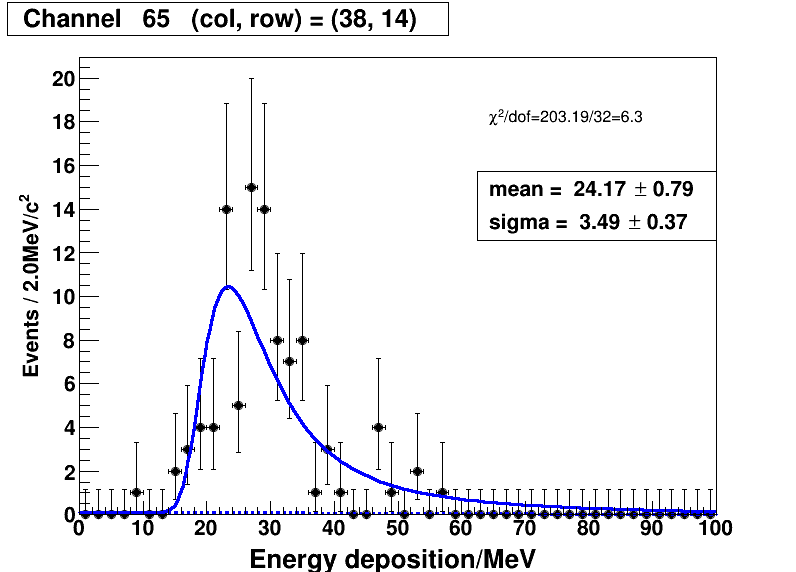 Channel 65 (col, row) = (38, 14)
χ²/dof=203.19/32=6.3
mean = 24.17 ± 0.79
sigma = 3.49 ± 0.37
Events / 2.0MeV/c²
20
18
16
14
12
10
8
6
4
2
0
0 10 20 30 40 50 60 70 80 90 100
Energy deposition/MeV